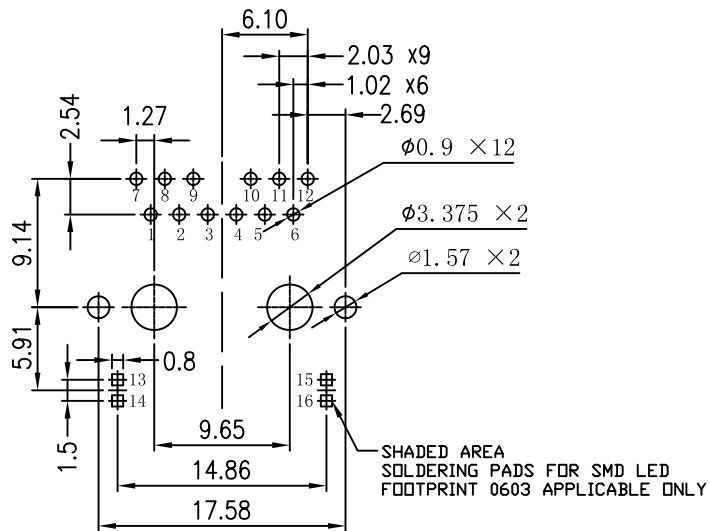 6.10
2.03 x9
1.02 x6
2.69
2.54
1.27
ϕ0.9 ×12
7 8 9 10 11 12
1 2 3 4 5 6
ϕ3.375 ×2
9.14
⌀1.57 ×2
5.91
0.8
13 15
14 16
1.5
9.65
14.86
17.58
SHADED AREA
SOLDERING PADS FOR SMD LED
FOOTPRINT 0603 APPLICABLE ONLY